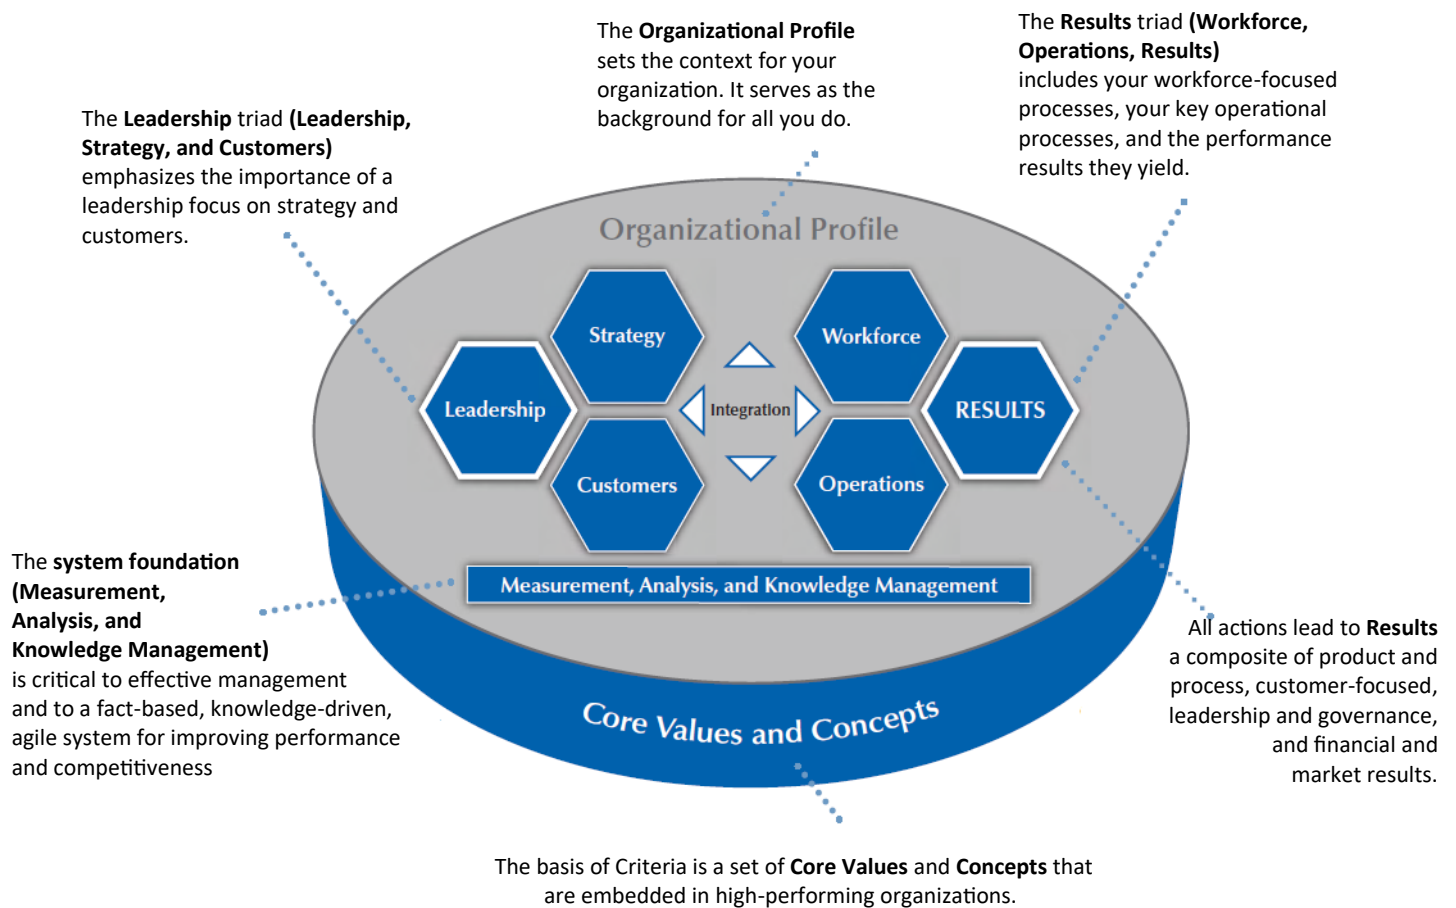 The Organizational Profile
sets the context for your
organization. It serves as the
background for all you do.
The Results triad (Workforce,
Operations, Results)
includes your workforce-focused
processes, your key operational
processes, and the performance
results they yield.
The Leadership triad (Leadership,
Strategy, and Customers)
emphasizes the importance of a
leadership focus on strategy and
customers.
Organizational Profile
Strategy
Workforce
Leadership
Integration
RESULTS
Customers
Operations
Measurement, Analysis, and Knowledge Management
The system foundation
(Measurement,
Analysis, and
Knowledge Management)
is critical to effective management
and to a fact-based, knowledge-driven,
agile system for improving performance
and competitiveness
All actions lead to Results
a composite of product and
process, customer-focused,
leadership and governance,
and financial and
market results.
Core Values and Concepts
The basis of Criteria is a set of Core Values and Concepts that
are embedded in high-performing organizations.